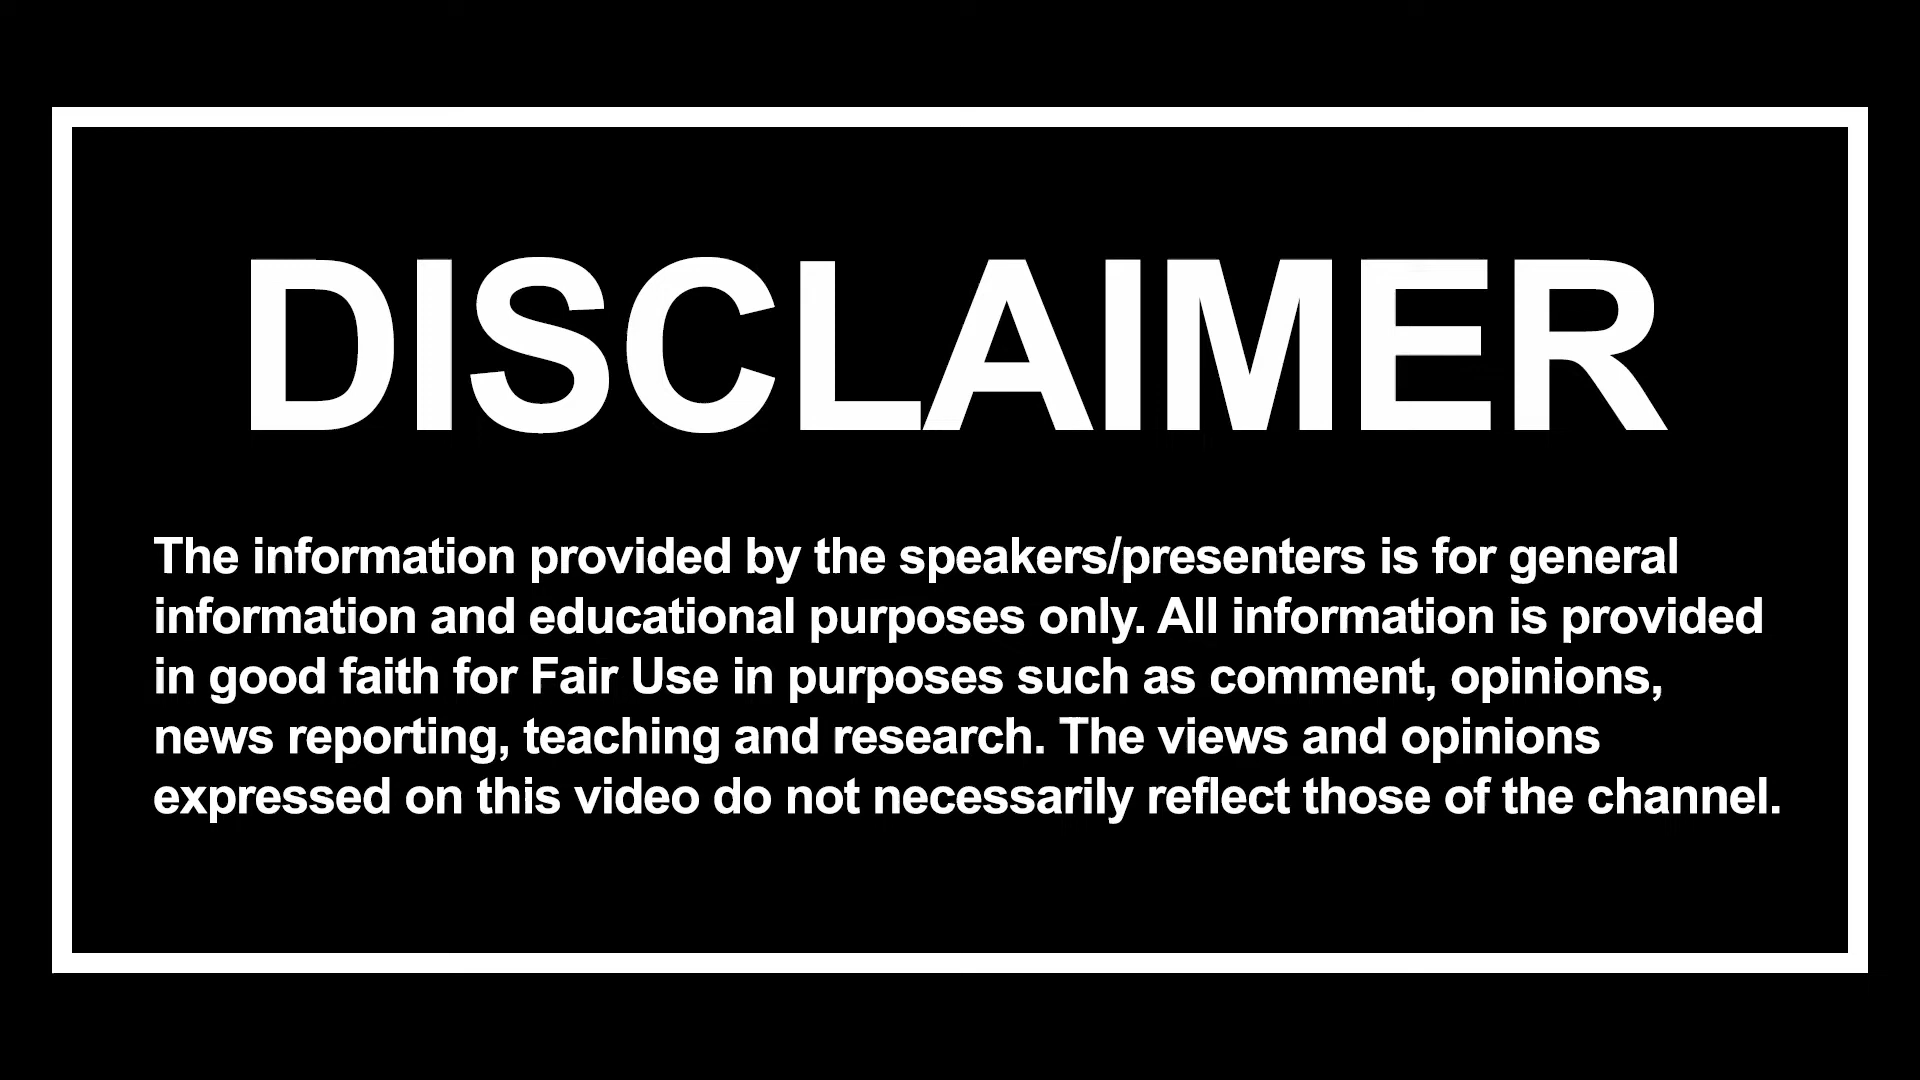 DISCLAIMER
The information provided by the speakers/presenters is for general
information and educational purposes only. All information is provided
in good faith for Fair Use in purposes such as comment, opinions,
news reporting, teaching and research. The views and opinions
expressed on this video do not necessarily reflect those of the channel.